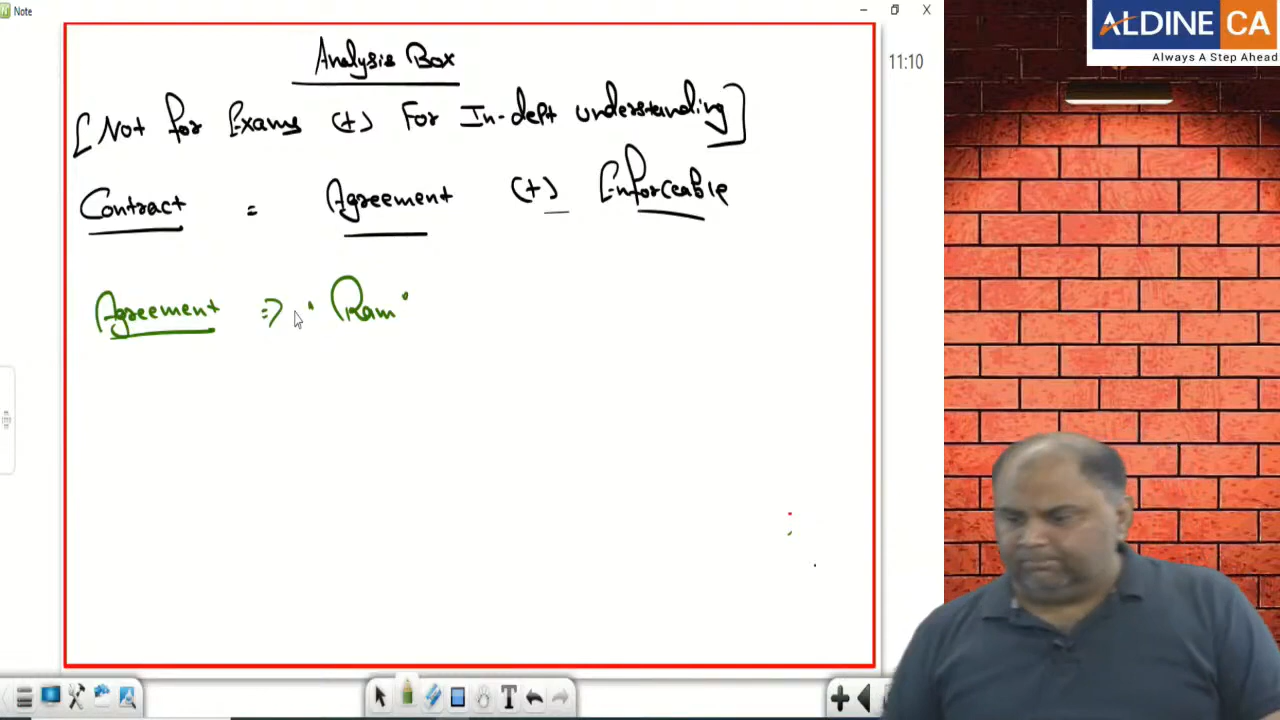 Note
ALDINE CA
Always A Step Ahead
11:10
Analysis Box
[Not for Exams (+) For In-dept understanding]
Contract = Agreement (+) Enforceable
Agreement => "Ram"
T